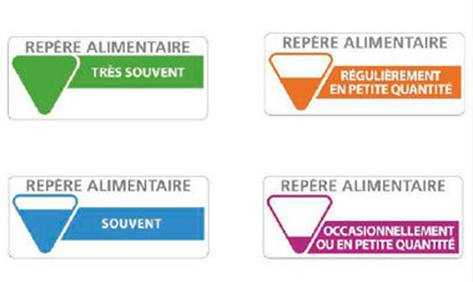 REPÈRE ALIMENTAIRE
TRÈS SOUVENT
REPÈRE ALIMENTAIRE
RÉGULIÈREMENT
EN PETITE QUANTITÉ
REPÈRE ALIMENTAIRE
SOUVENT
REPÈRE ALIMENTAIRE
OCCASIONNELLEMENT
OU EN PETITE QUANTITÉ